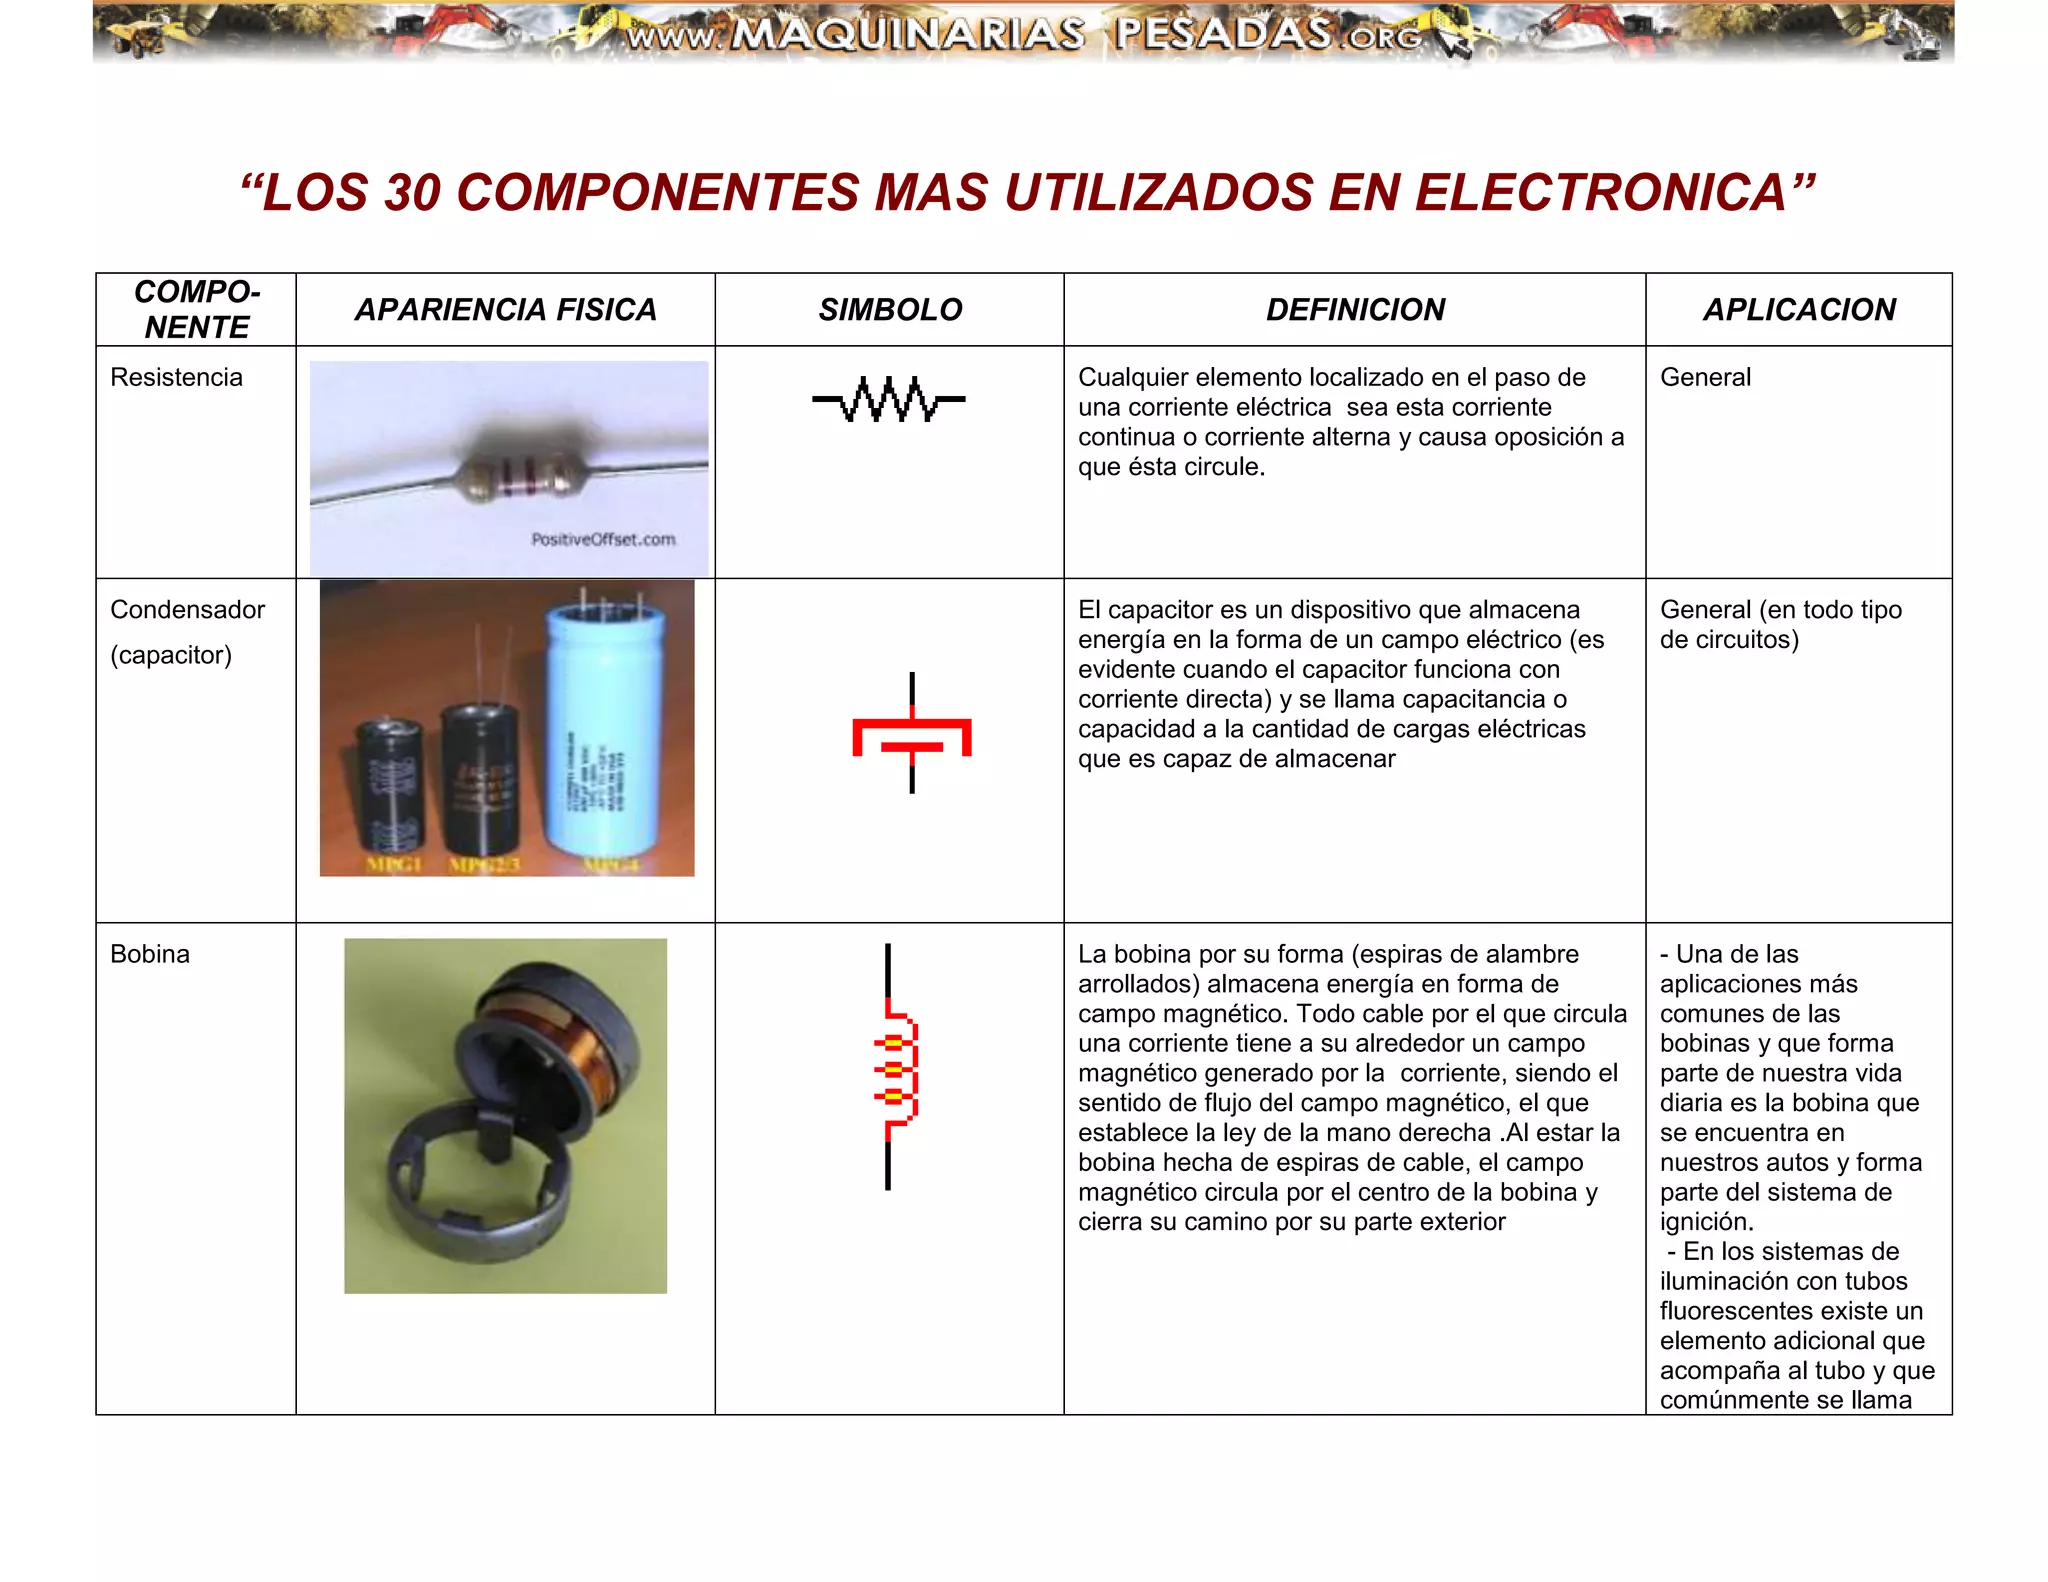 www.MAQUINARIAS PESADAS.ORG
“LOS 30 COMPONENTES MAS UTILIZADOS EN ELECTRONICA”
COMPO-
NENTE
APARIENCIA FISICA
SIMBOLO
DEFINICION
APLICACION
Resistencia
PositiveOffset.com
Cualquier elemento localizado en el paso de
una corriente eléctrica  sea esta corriente
continua o corriente alterna y causa oposición a
que ésta circule.
General
Condensador
(capacitor)
MPG1 MPG2/3 MPG4
El capacitor es un dispositivo que almacena
energía en la forma de un campo eléctrico (es
evidente cuando el capacitor funciona con
corriente directa) y se llama capacitancia o
capacidad a la cantidad de cargas eléctricas
que es capaz de almacenar
General (en todo tipo
de circuitos)
Bobina
La bobina por su forma (espiras de alambre
arrollados) almacena energía en forma de
campo magnético. Todo cable por el que circula
una corriente tiene a su alrededor un campo
magnético generado por la  corriente, siendo el
sentido de flujo del campo magnético, el que
establece la ley de la mano derecha .Al estar la
bobina hecha de espiras de cable, el campo
magnético circula por el centro de la bobina y
cierra su camino por su parte exterior
- Una de las
aplicaciones más
comunes de las
bobinas y que forma
parte de nuestra vida
diaria es la bobina que
se encuentra en
nuestros autos y forma
parte del sistema de
ignición.
- En los sistemas de
iluminación con tubos
fluorescentes existe un
elemento adicional que
acompaña al tubo y que
comúnmente se llama